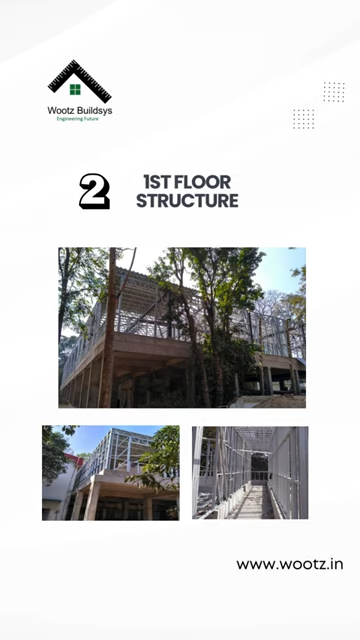 Wootz Buildsys
Engineering Future
2
1ST FLOOR
STRUCTURE
www.wootz.in